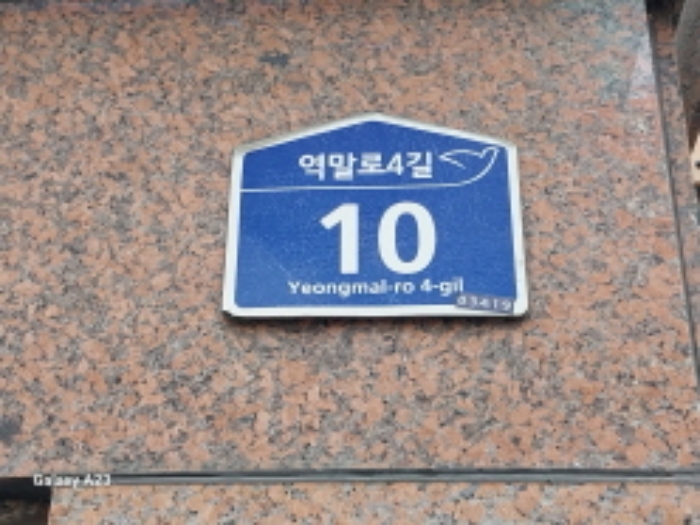 역말로4길
10
Yeongmal-ro 4-gil
03419
Galaxy A23